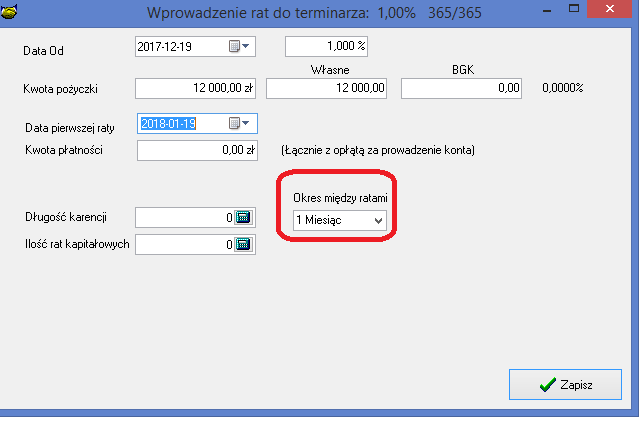 Wprowadzenie rat do terminarza: 1,00% 365/365
Data Od 2017-12-19 1,000 %
Własne BGK
Kwota pożyczki 12 000,00 zł 12 000,00 0,00 0,0000%
Data pierwszej raty 2018-01-19
Kwota płatności 0,00 zł (Łącznie z opłątą za prowadzenie konta)
Okres między ratami
Długość karencji 0 1 Miesiąc
Ilość rat kapitałowych 0
Zapisz